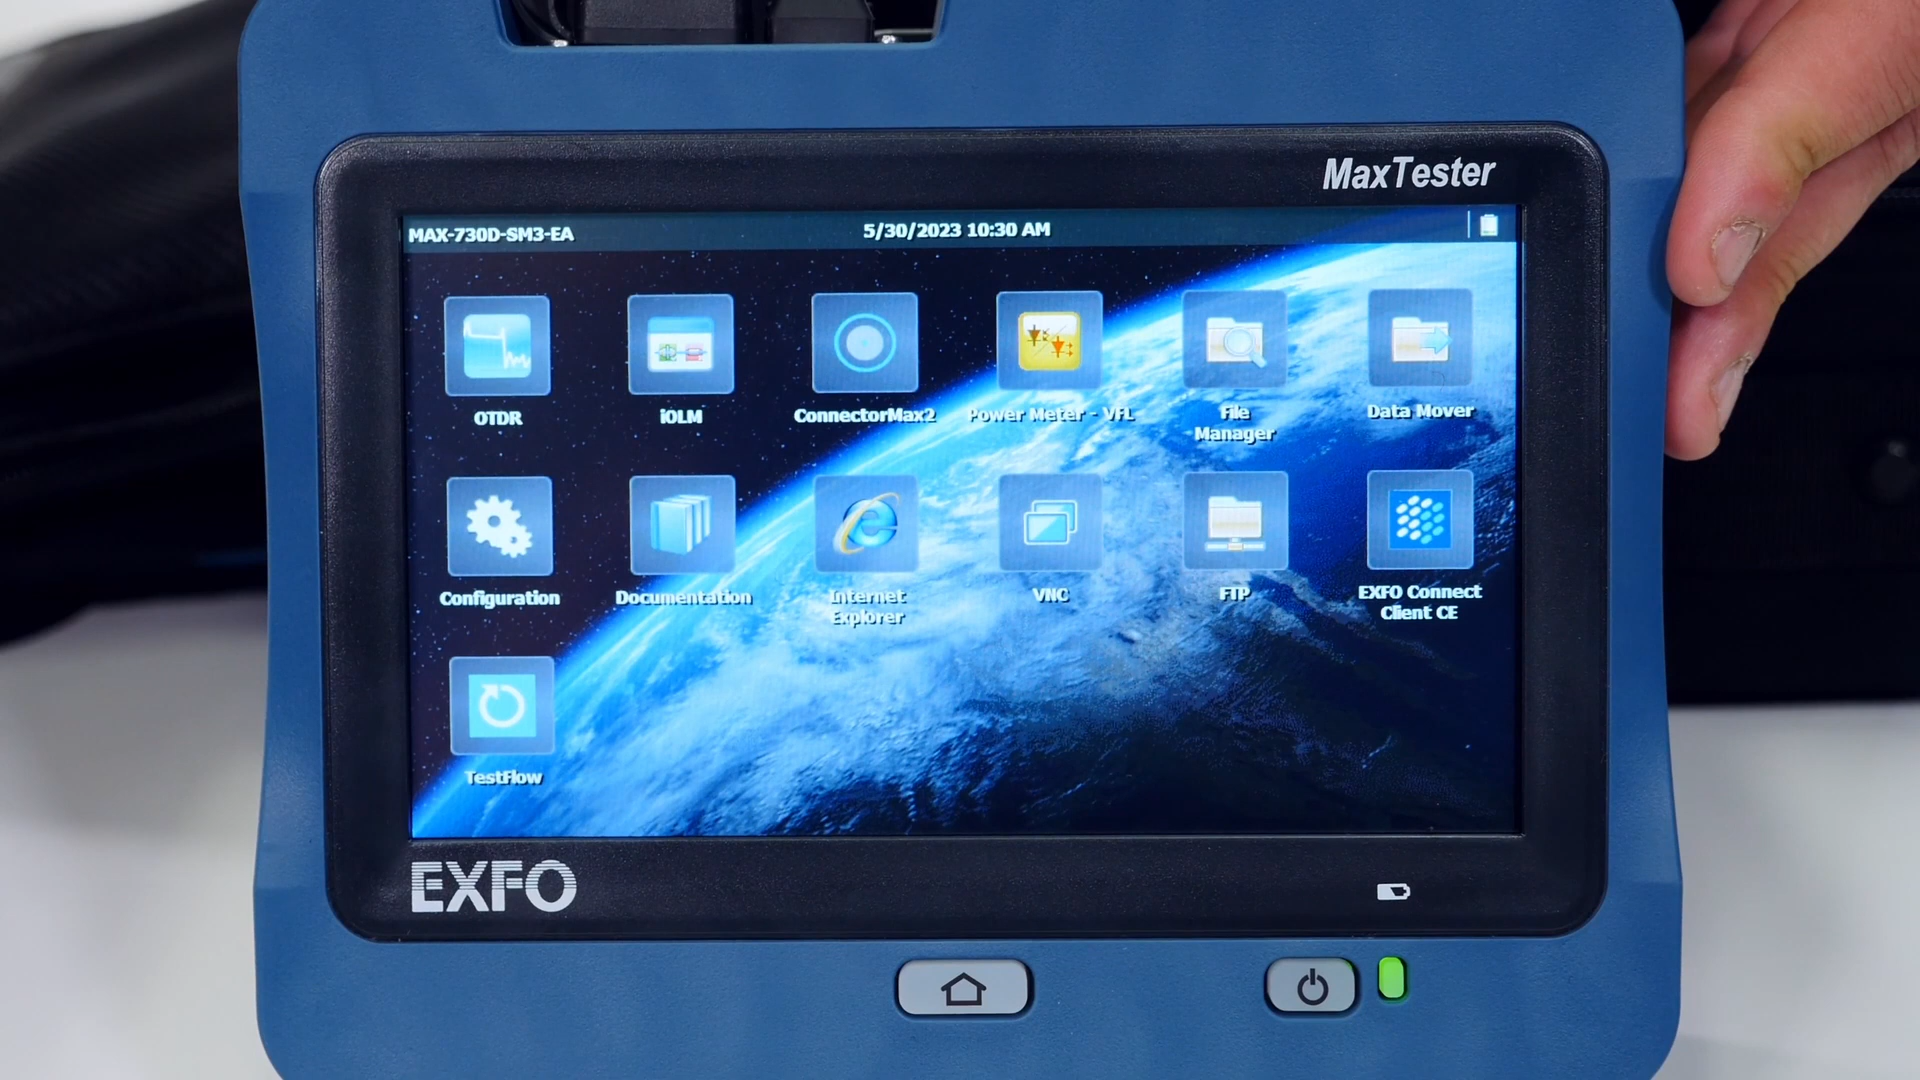 MaxTester
MAX-730D-SM3-EA
5/30/2023 10:30 AM
OTDR
iOLM
ConnectorMax2
Power Meter - VFL
File
Manager
Data Mover
Configuration
Documentation
Internet
Explorer
VNC
FTP
EXFO Connect
Client CE
TestFlow
EXFO